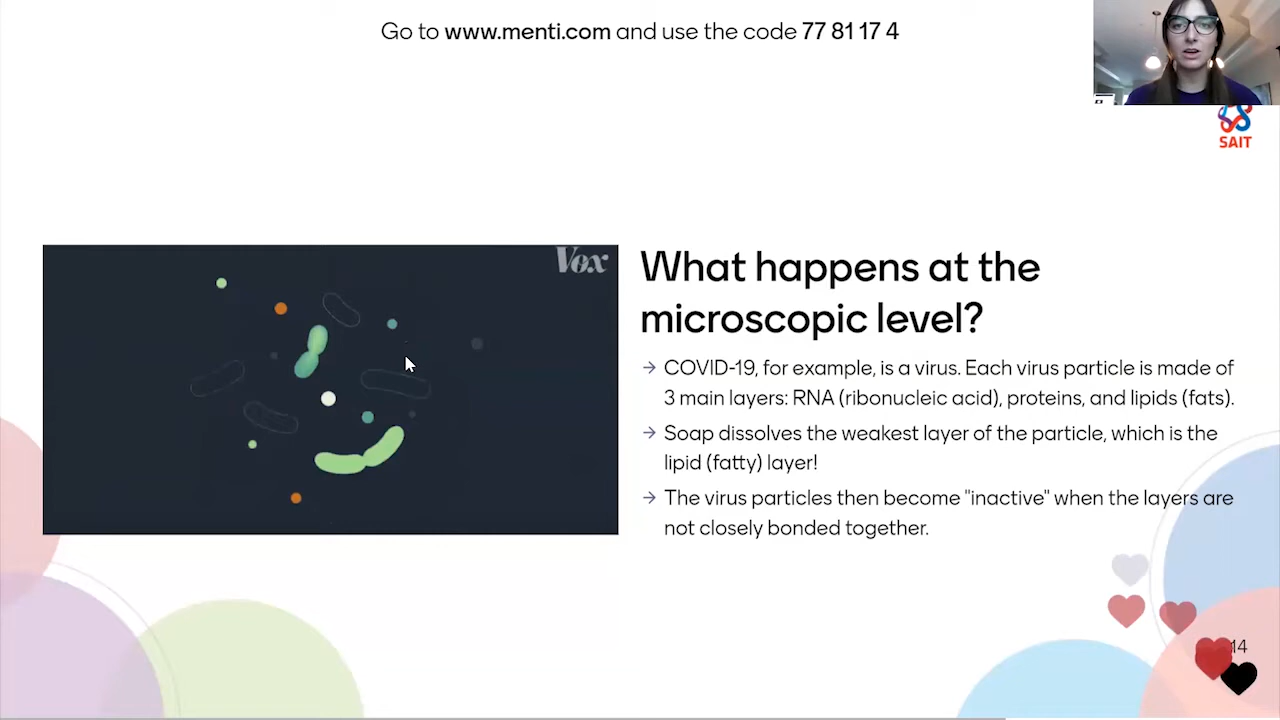 Go to www.menti.com and use the code 77 81 17 4
SAIT
Vox
What happens at the
microscopic level?
→ COVID-19, for example, is a virus. Each virus particle is made of
3 main layers: RNA (ribonucleic acid), proteins, and lipids (fats).
→ Soap dissolves the weakest layer of the particle, which is the
lipid (fatty) layer!
→ The virus particles then become "inactive" when the layers are
not closely bonded together.
14